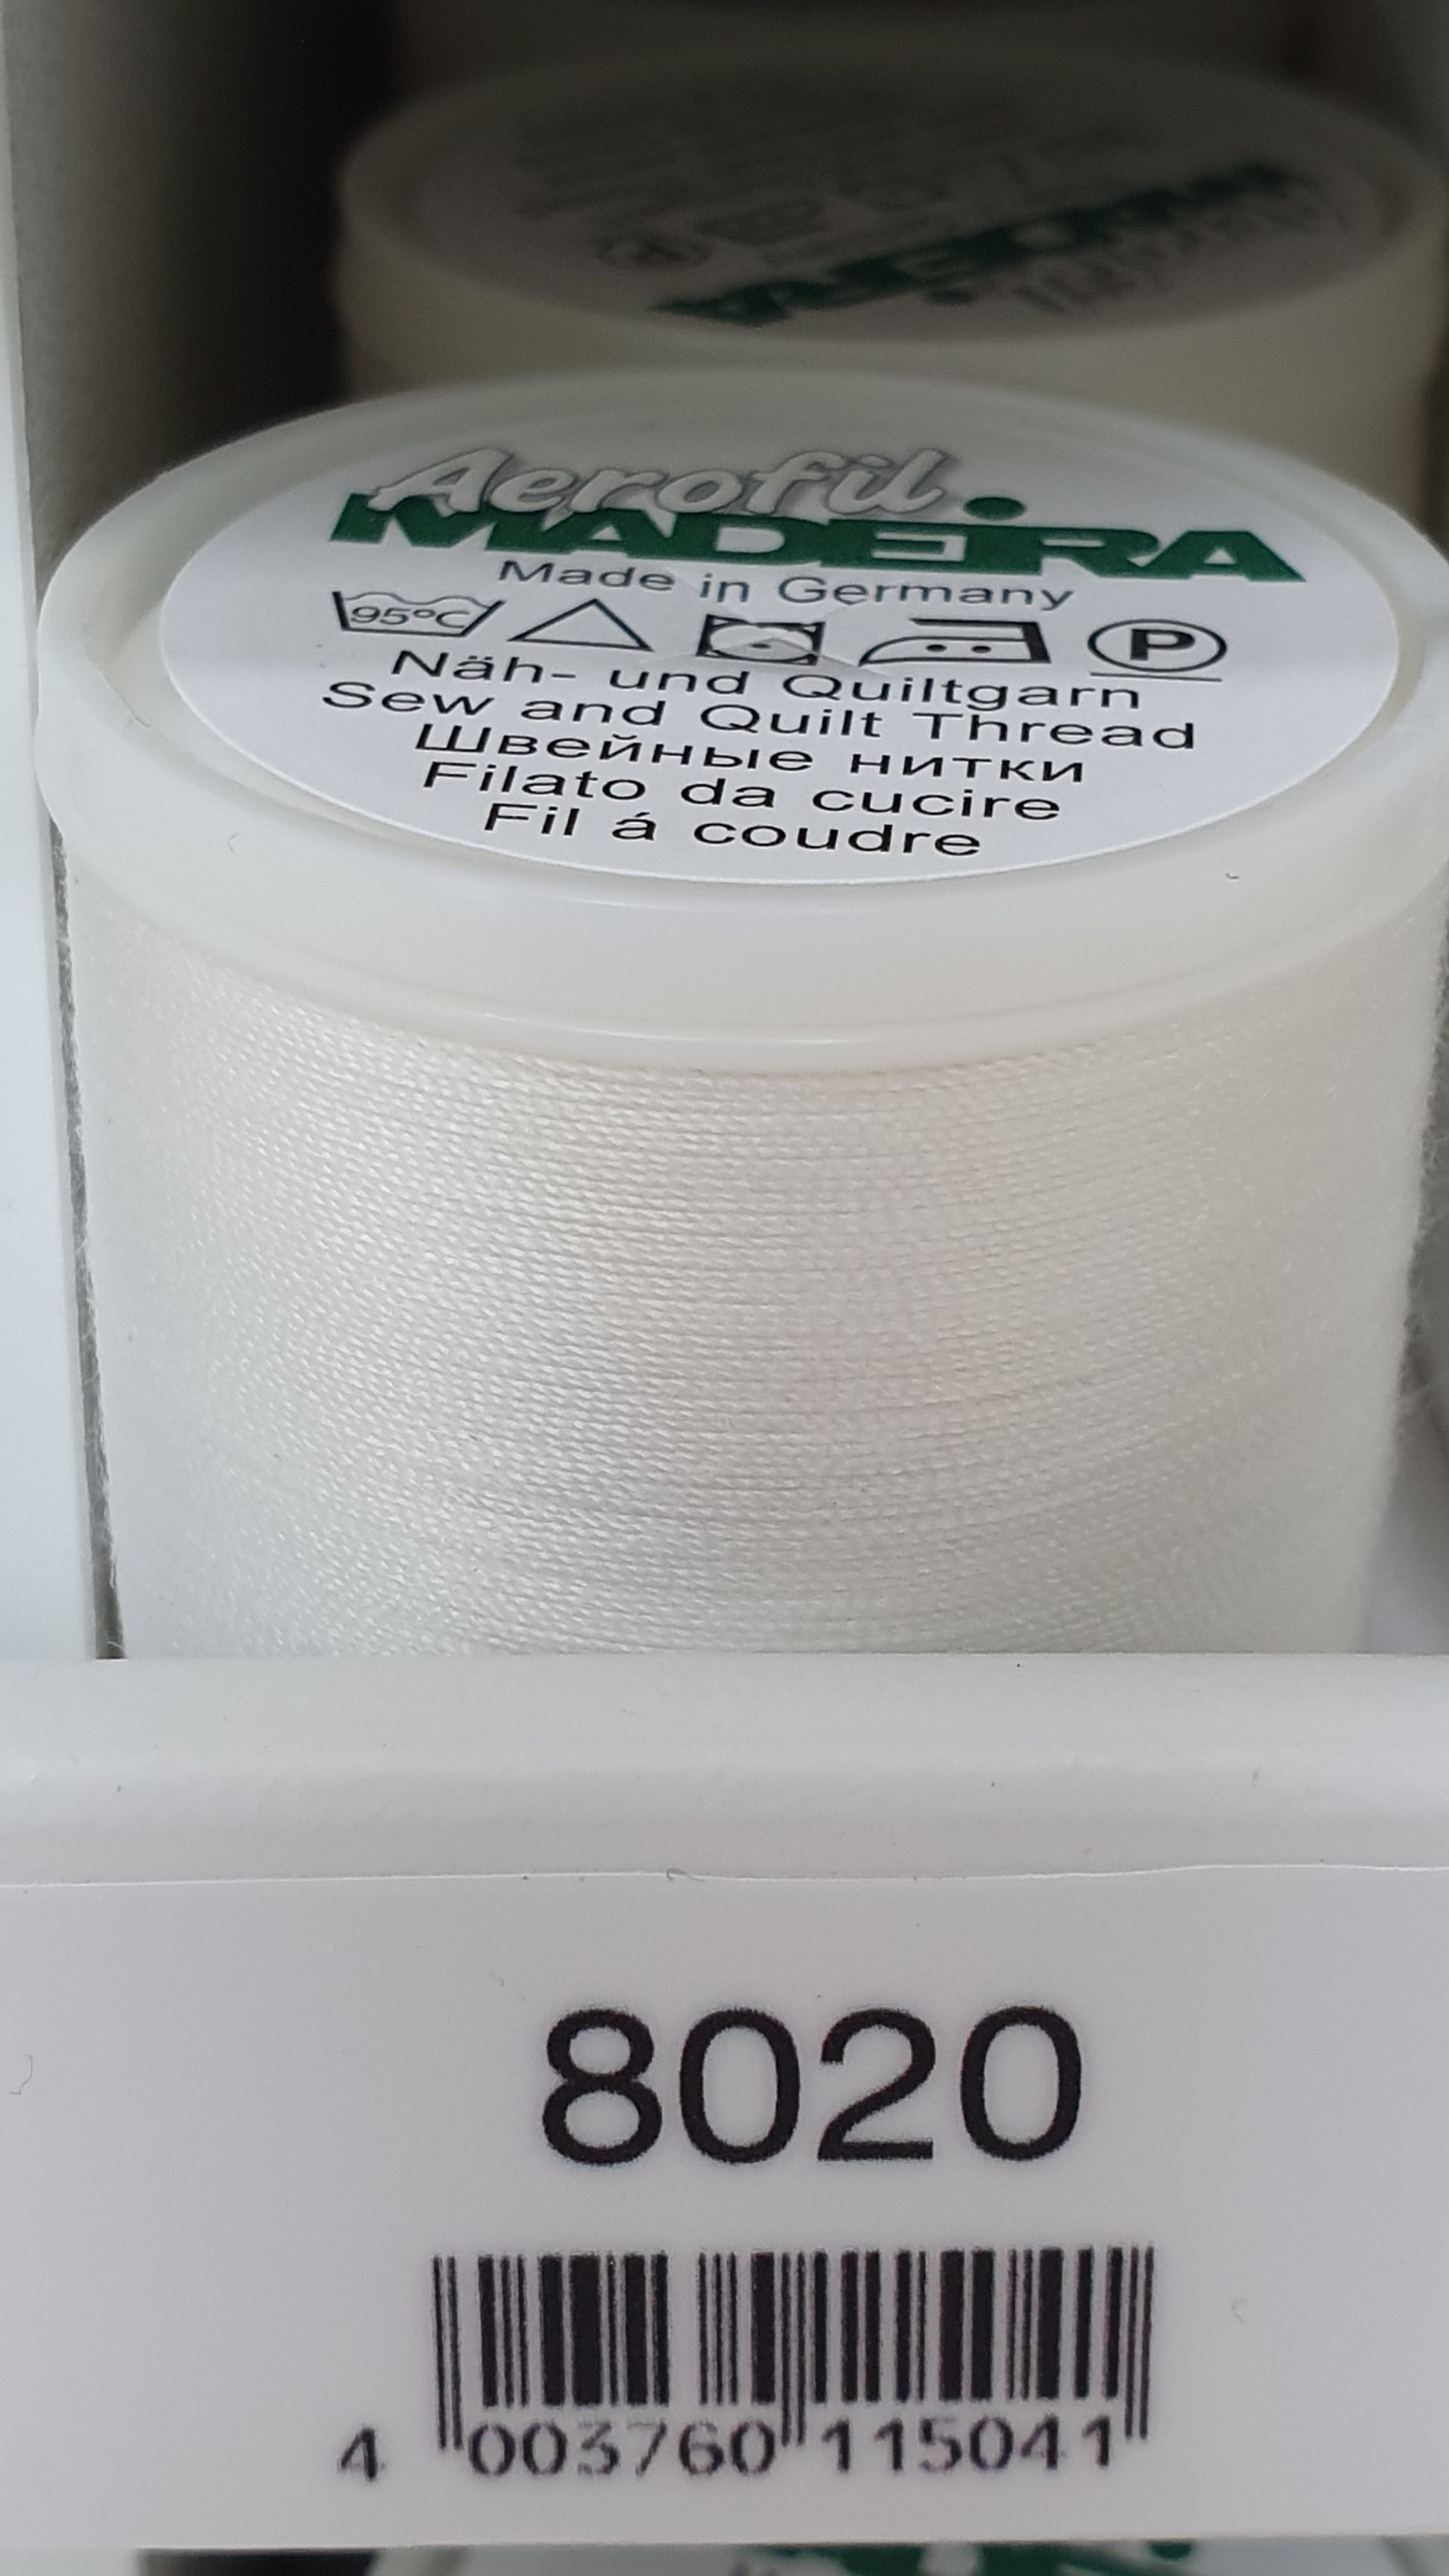 MADEIRA
Aerofil
MADEIRA
Made in Germany
95°C
P
Näh- und Quiltgarn
Sew and Quilt Thread
Швейные нитки
Filato da cucire
Fil á coudre
8020
4 003760 115041